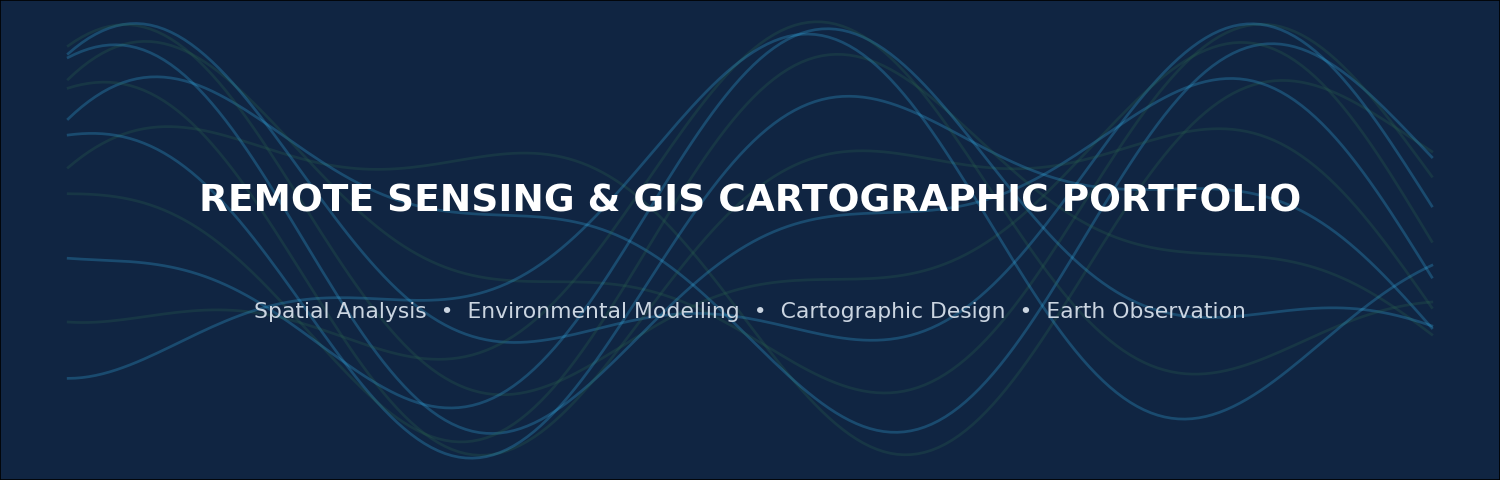 REMOTE SENSING & GIS CARTOGRAPHIC PORTFOLIO
Spatial Analysis • Environmental Modelling • Cartographic Design • Earth Observation